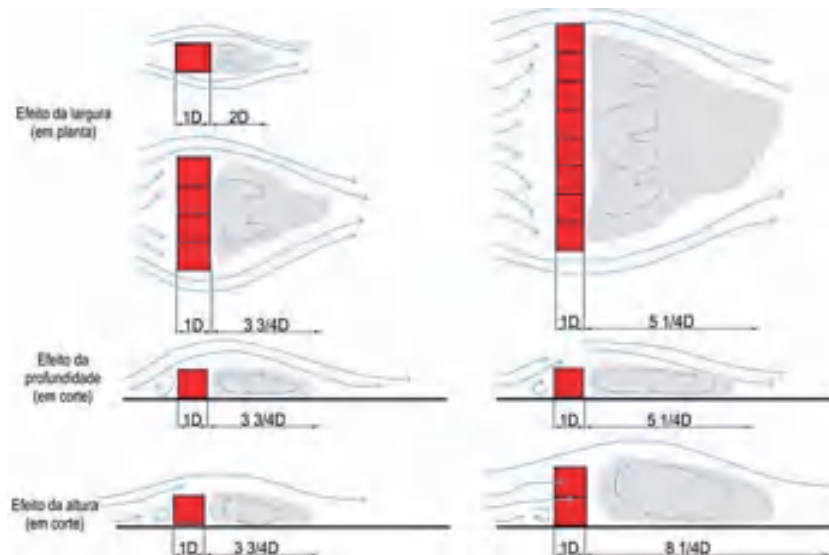 Efeito da largura
(em planta)
1D 2D
1D 3 3/4D
1D 5 1/4D
Efeito da
profundidade
(em corte)
1D 3 3/4D
1D 5 1/4D
Efeito da altura
(em corte)
1D 3 3/4D
1D 8 1/4D